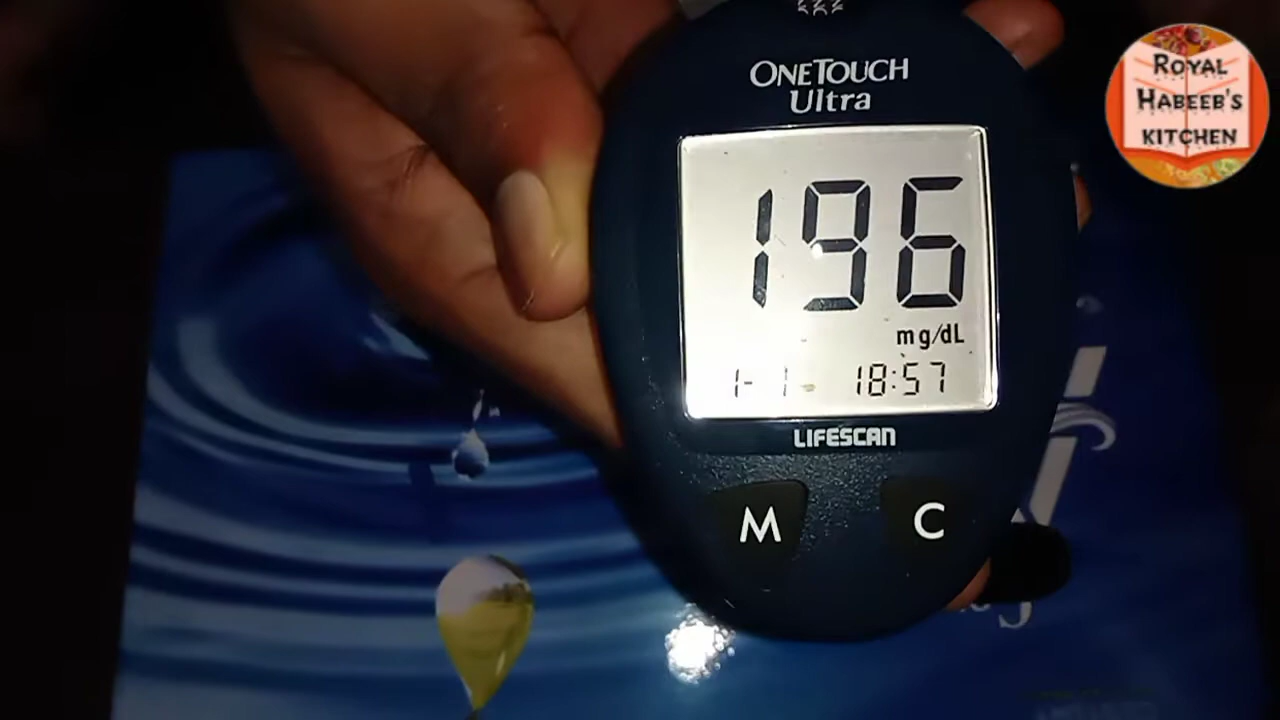 ONETOUCH
Ultra
196
mg/dL
1- 1 18:57
LIFESCAN
M C
ROYAL
HABEEB'S
KITCHEN